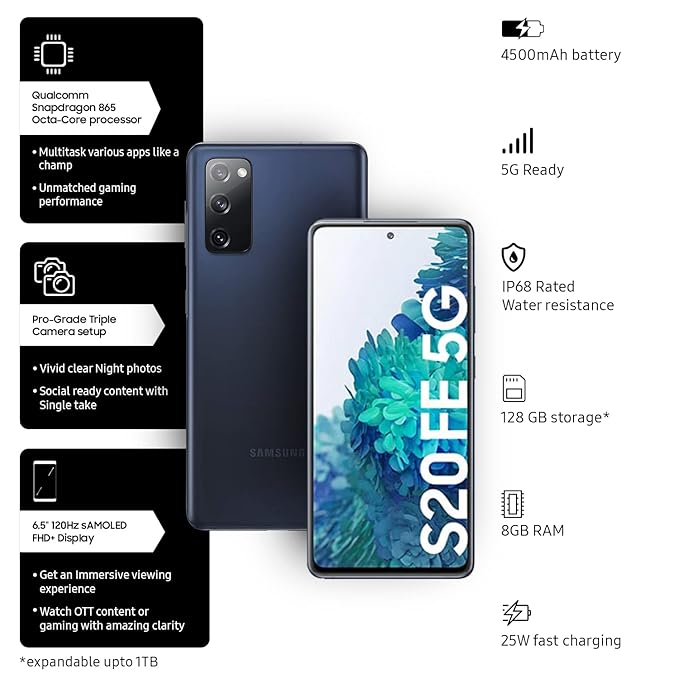 Qualcomm
Snapdragon 865
Octa-Core processor
• Multitask various apps like a
champ
• Unmatched gaming
performance
Pro-Grade Triple
Camera setup
• Vivid clear Night photos
• Social ready content with
Single take
6.5" 120Hz sAMOLED
FHD+ Display
• Get an Immersive viewing
experience
• Watch OTT content or
gaming with amazing clarity
*expandable upto 1TB
SAMSUNG
S20 FE 5G
4500mAh battery
5G Ready
IP68 Rated
Water resistance
128 GB storage*
8GB RAM
25W fast charging